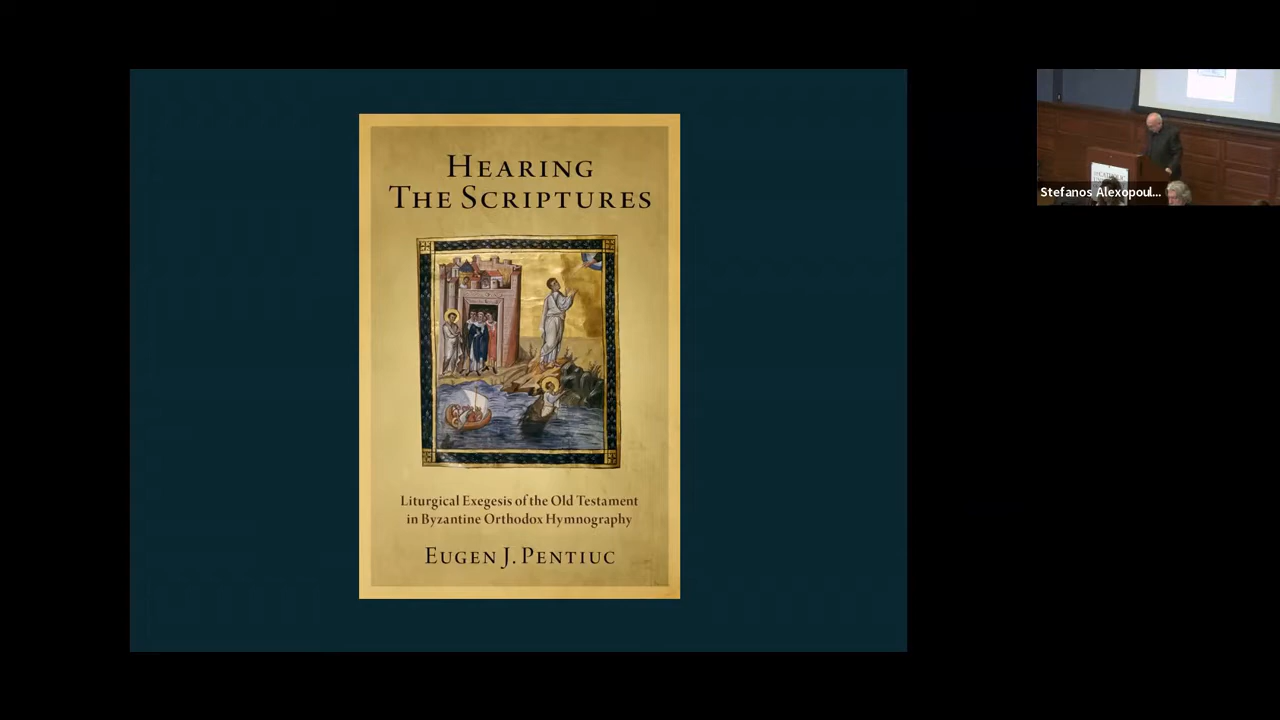 HEARING
THE SCRIPTURES
Liturgical Exegesis of the Old Testament
in Byzantine Orthodox Hymnography
EUGEN J. PENTIUC
Stefanos Alexopoul...